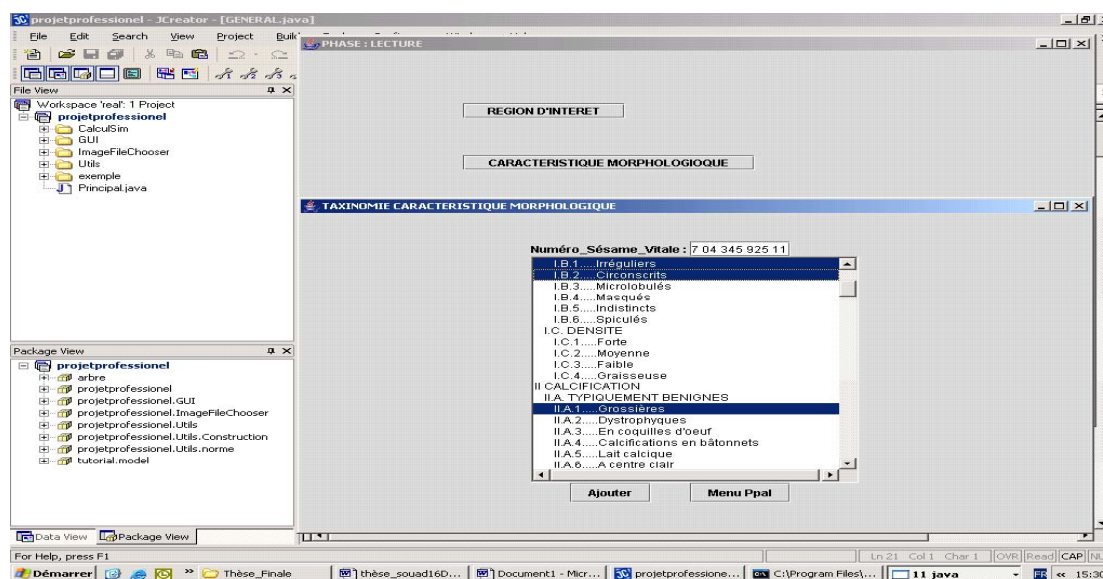 projetprofessionel - JCreator - [GENERAL.java]
File Edit Search View Project
PHASE : LECTURE
File View
Workspace 'real': 1 Project
projetprofessionel
CalculSim
GUI
ImageFileChooser
Utils
exemple
Principal.java
REGION D'INTERET
CARACTERISTIQUE MORPHOLOGIOQUE
TAXINOMIE CARACTERISTIQUE MORPHOLOGIQUE
Numéro_Sésame_Vitale : 7 04 345 925 11
I.B.1.....Irréguliers
I.B.2.....Circonscrits
I.B.3.....Microlobulés
I.B.4.....Masqués
I.B.5.....Indistincts
I.B.6.....Spiculés
I.C. DENSITE
I.C.1.....Forte
I.C.2.....Moyenne
I.C.3.....Faible
I.C.4.....Graisseuse
II CALCIFICATION
II.A. TYPIQUEMENT BENIGNES
II.A.1.....Grossières
II.A.2.....Dystrophyques
II.A.3.....En coquilles d'oeuf
II.A.4.....Calcifications en bâtonnets
II.A.5.....Lait calcique
II.A.6.....A centre clair
Ajouter Menu Ppal
Package View
projetprofessionel
arbre
projetprofessionel
projetprofessionel.GUI
projetprofessionel.ImageFileChooser
projetprofessionel.Utils
projetprofessionel.Utils.Construction
projetprofessionel.Utils.norme
tutorial.model
Data View Package View
For Help, press F1
Ln 21 Col 1 Char 1 OVR Read CAP
Démarrer » Thèse_Finale thèse_souad16D... Document1 - Micr... projetprofessione... C:\Program Files\... 11 java FR « 15:30